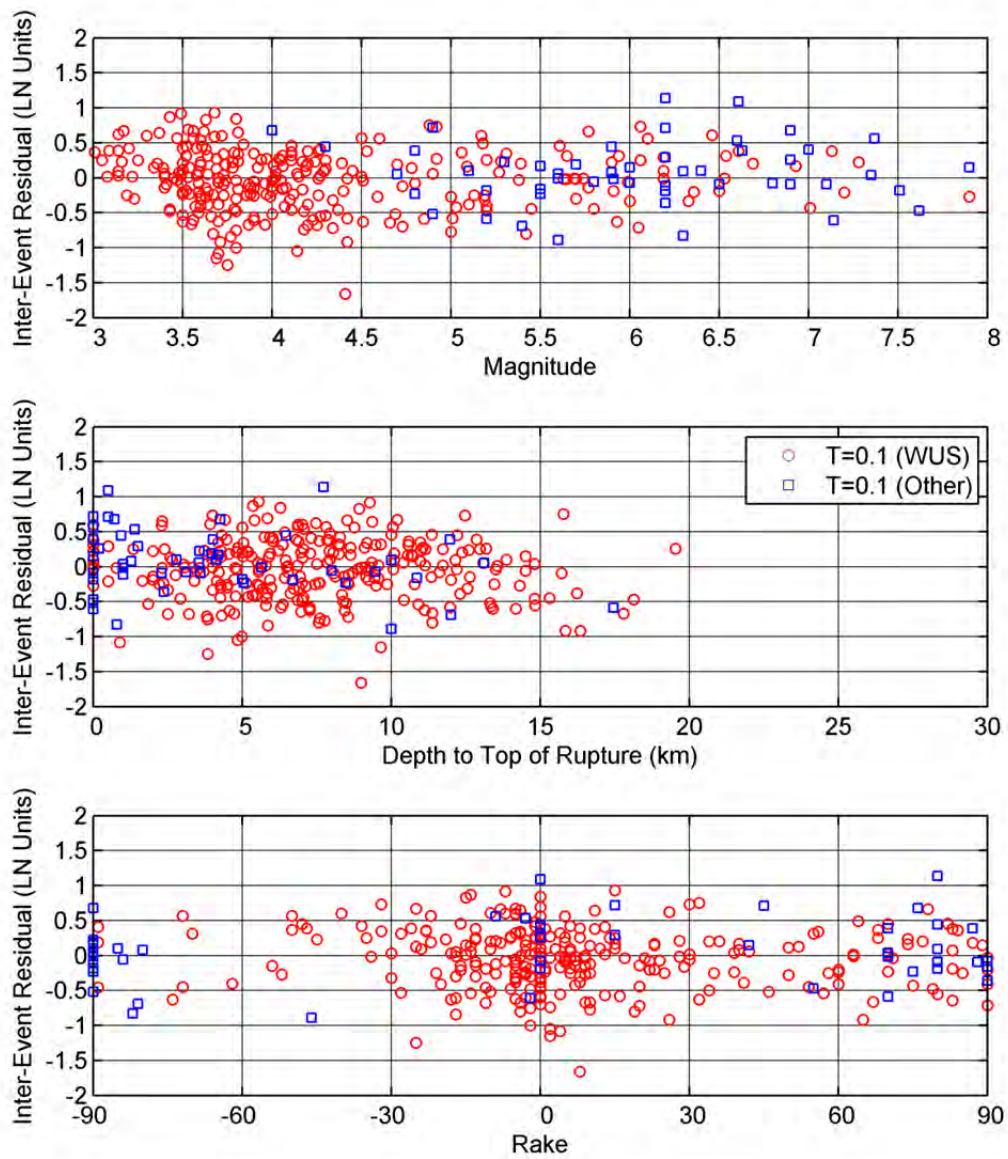 Inter-Event Residual (LN Units)
2
1.5
1
0.5
0
-0.5
-1
-1.5
-2
3 3.5 4 4.5 5 5.5 6 6.5 7 7.5 8
Magnitude
Inter-Event Residual (LN Units)
2
1.5
1
0.5
0
-0.5
-1
-1.5
-2
T=0.1 (WUS)
T=0.1 (Other)
0 5 10 15 20 25 30
Depth to Top of Rupture (km)
Inter-Event Residual (LN Units)
2
1.5
1
0.5
0
-0.5
-1
-1.5
-2
-90 -60 -30 0 30 60 90
Rake